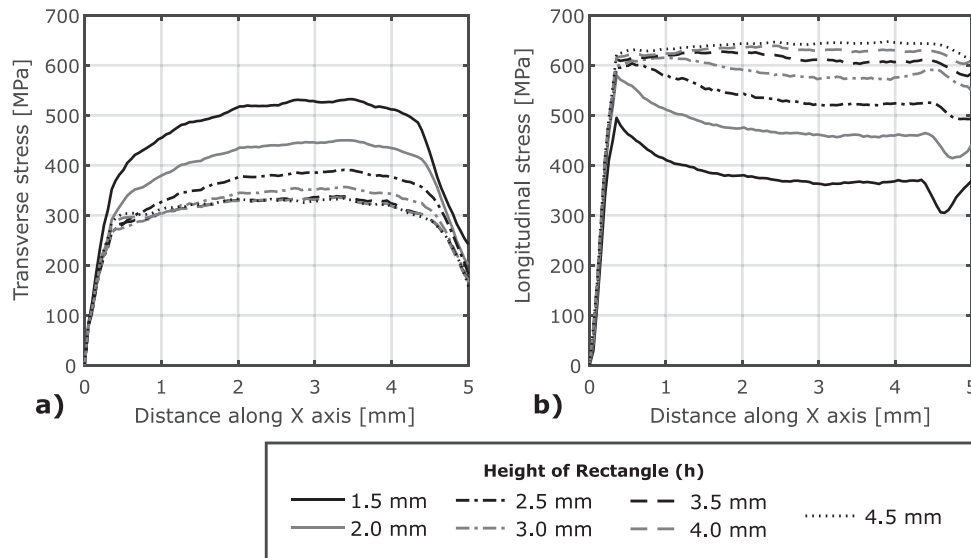 700
600
500
400
300
200
100
0
Transverse stress [MPa]
0 1 2 3 4 5
a)
Distance along X axis [mm]
700
600
500
400
300
200
100
0
Longitudinal stress [MPa]
0 1 2 3 4 5
b)
Distance along X axis [mm]
Height of Rectangle (h)
1.5 mm 2.5 mm 3.5 mm 4.5 mm
2.0 mm 3.0 mm 4.0 mm